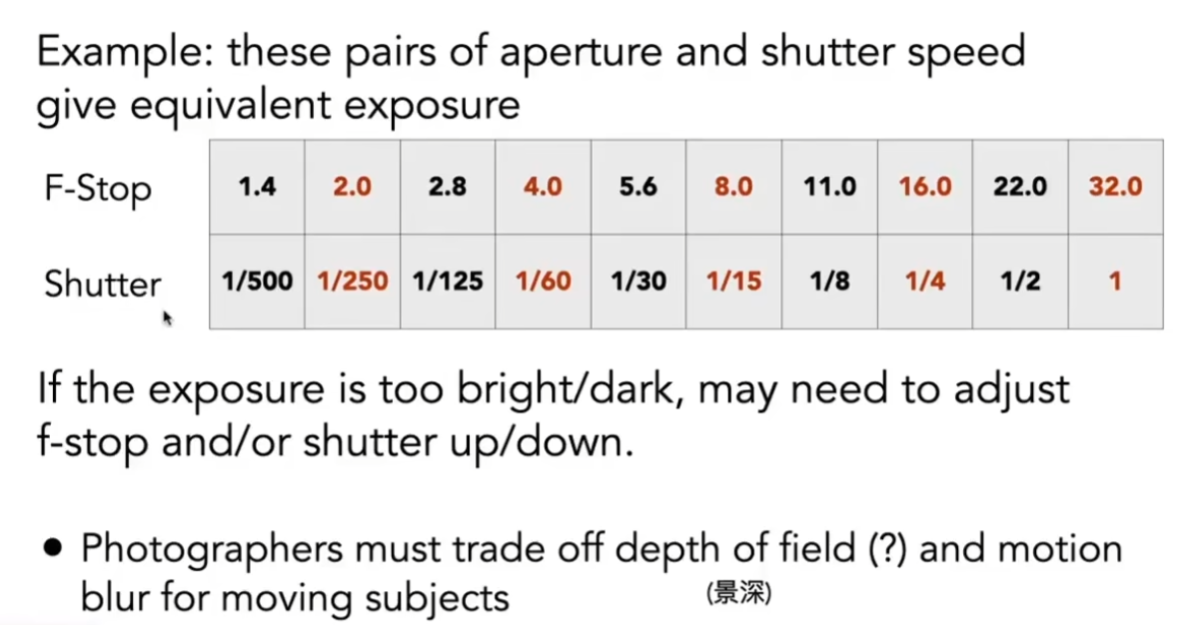 Example: these pairs of aperture and shutter speed
give equivalent exposure
F-Stop 1.4 2.0 2.8 4.0 5.6 8.0 11.0 16.0 22.0 32.0
Shutter 1/500 1/250 1/125 1/60 1/30 1/15 1/8 1/4 1/2 1
If the exposure is too bright/dark, may need to adjust
f-stop and/or shutter up/down.
• Photographers must trade off depth of field (?) and motion
blur for moving subjects (景深)